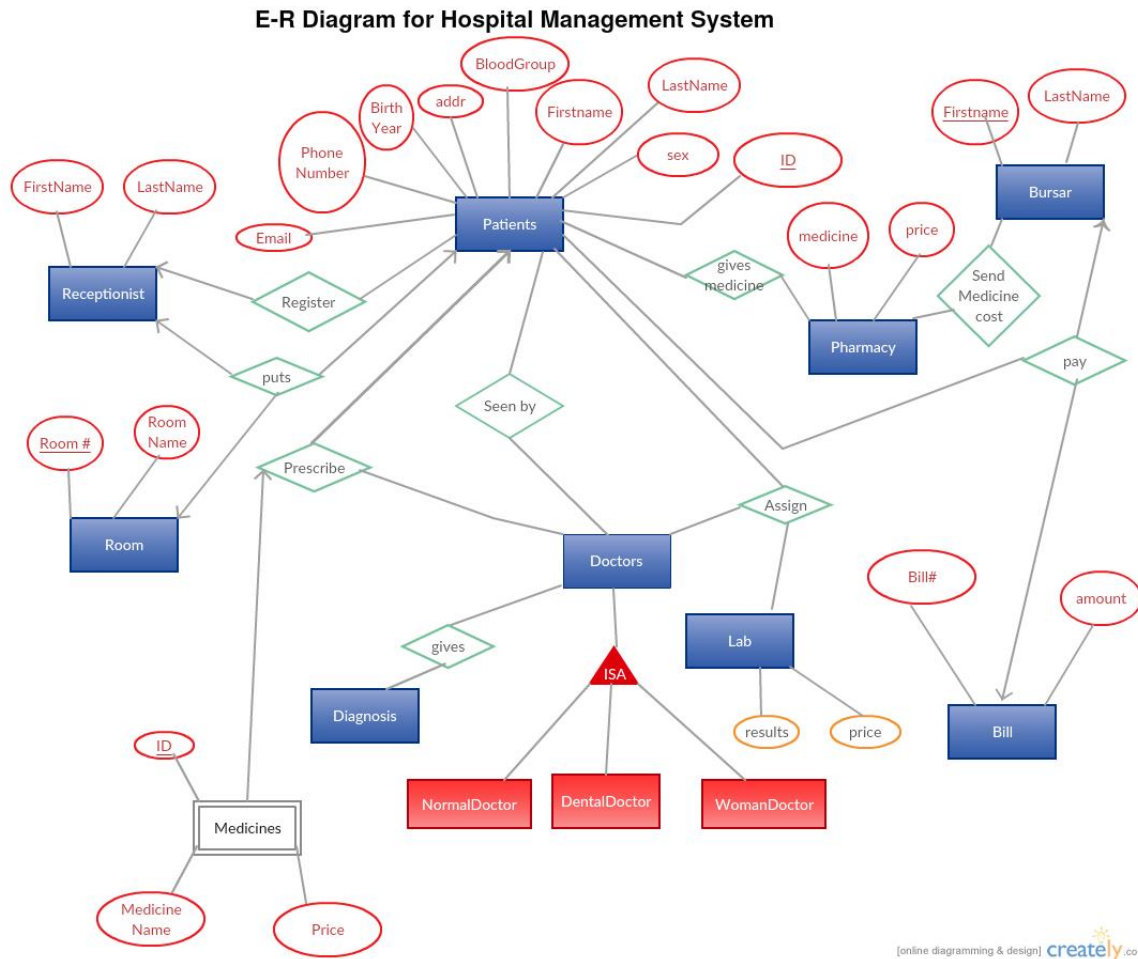 E-R Diagram for Hospital Management System
BloodGroup
LastName
Birth
Year
addr
Firstname
Firstname
LastName
Phone
Number
sex
ID
FirstName
LastName
Bursar
Patients
Email
medicine
price
gives
medicine
Send
Medicine
cost
Receptionist
Register
Pharmacy
puts
pay
Seen by
Room #
Room
Name
Prescribe
Assign
Room
Doctors
Bill#
amount
gives
Lab
ISA
Diagnosis
results
price
Bill
ID
NormalDoctor
DentalDoctor
WomanDoctor
Medicines
Medicine
Name
Price
[online diagramming & design] creately.co